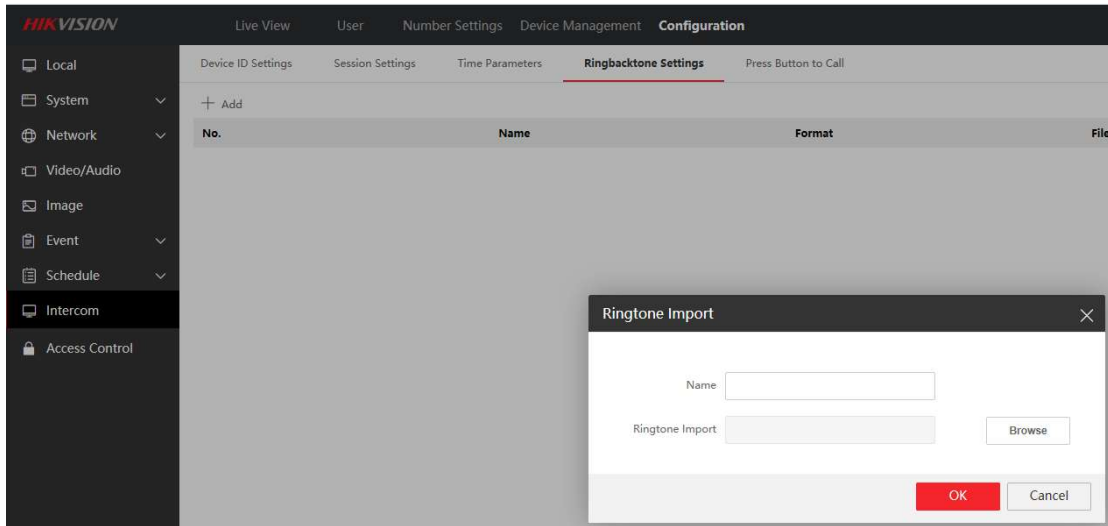 HIKVISION
Live View User Number Settings Device Management Configuration
Local
System
Network
Video/Audio
Image
Event
Schedule
Intercom
Access Control
Device ID Settings Session Settings Time Parameters Ringbacktone Settings Press Button to Call
+ Add
No. Name Format File
Ringtone Import
Name
Ringtone Import Browse
OK Cancel